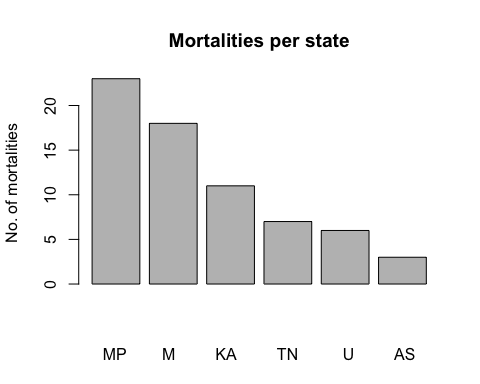 Mortalities per state
No. of mortalities
20
15
10
5
0
MP M KA TN U AS